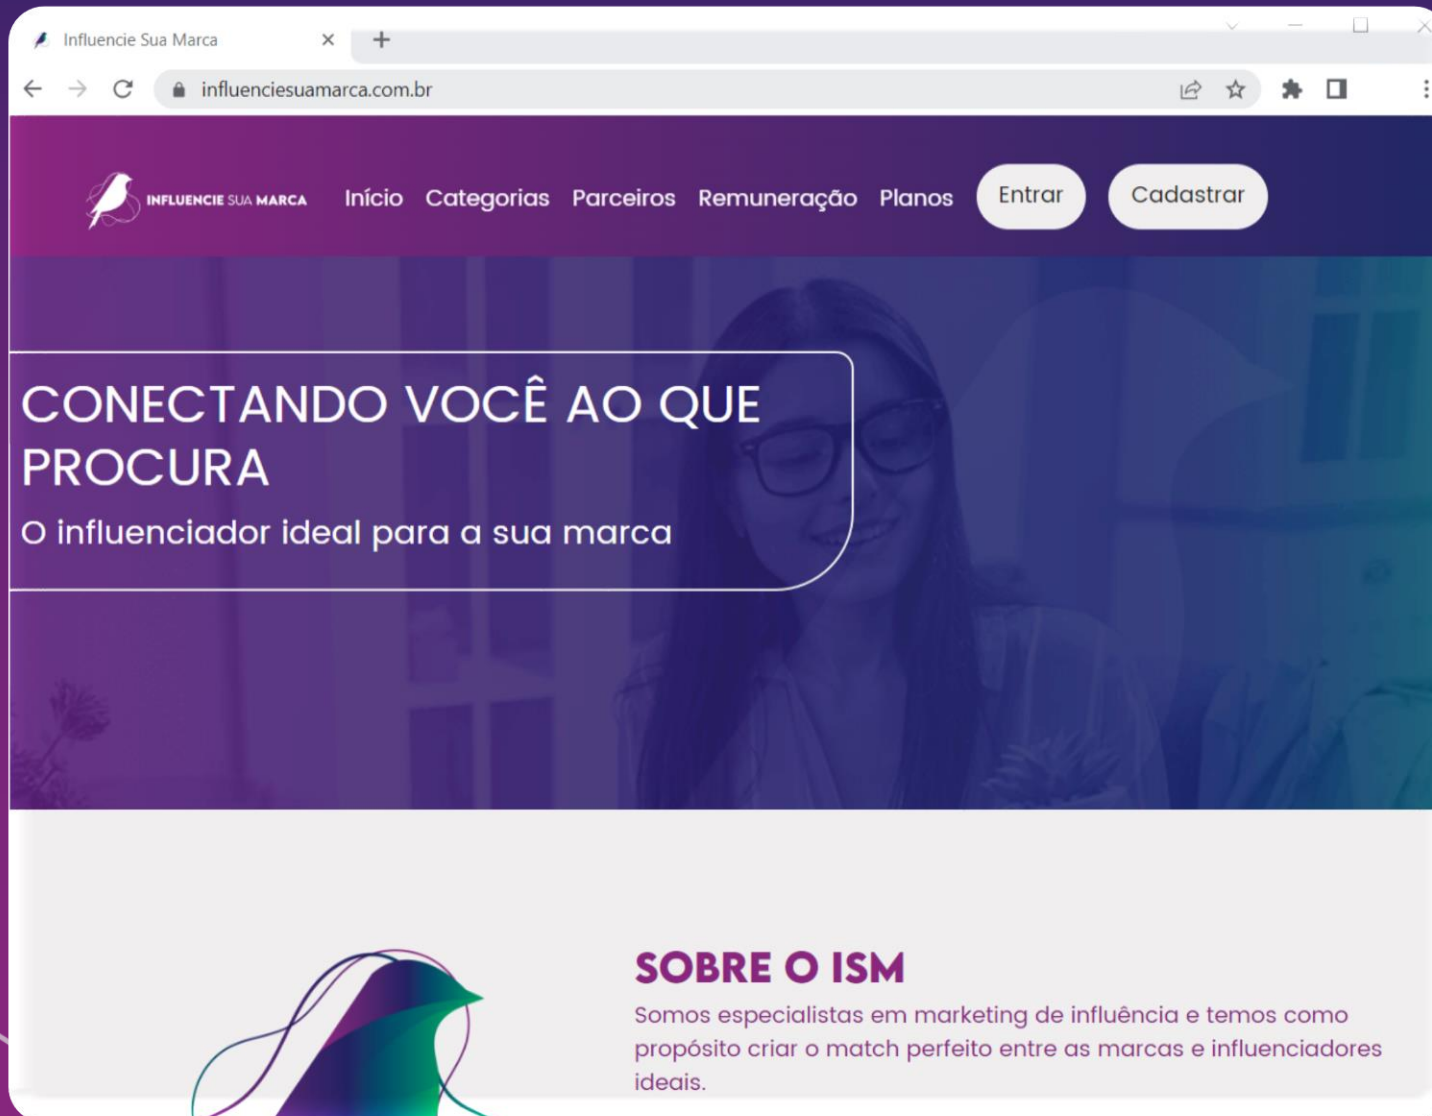 Influencie Sua Marca
influenciesuamarca.com.br
INFLUENCIE SUA MARCA
Início Categorias Parceiros Remuneração Planos Entrar Cadastrar
CONECTANDO VOCÊ AO QUE
PROCURA
O influenciador ideal para a sua marca
SOBRE O ISM
Somos especialistas em marketing de influência e temos como
propósito criar o match perfeito entre as marcas e influenciadores
ideais.